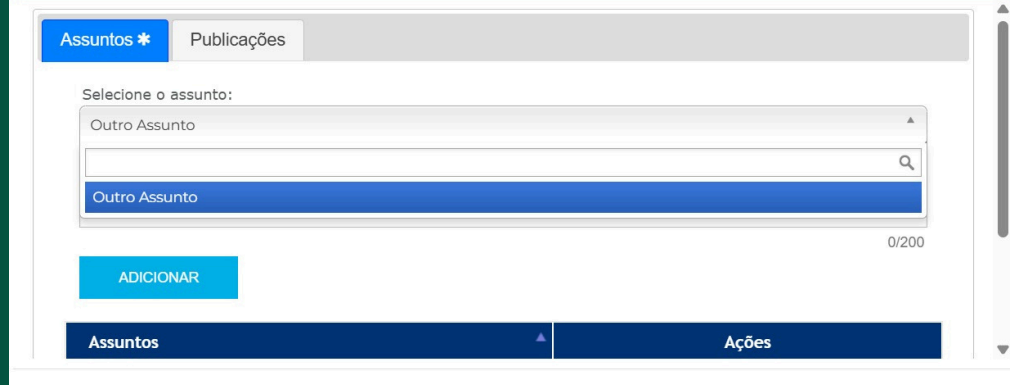 Assuntos ✱ Publicações
Selecione o assunto:
Outro Assunto
Outro Assunto
0/200
ADICIONAR
Assuntos Ações